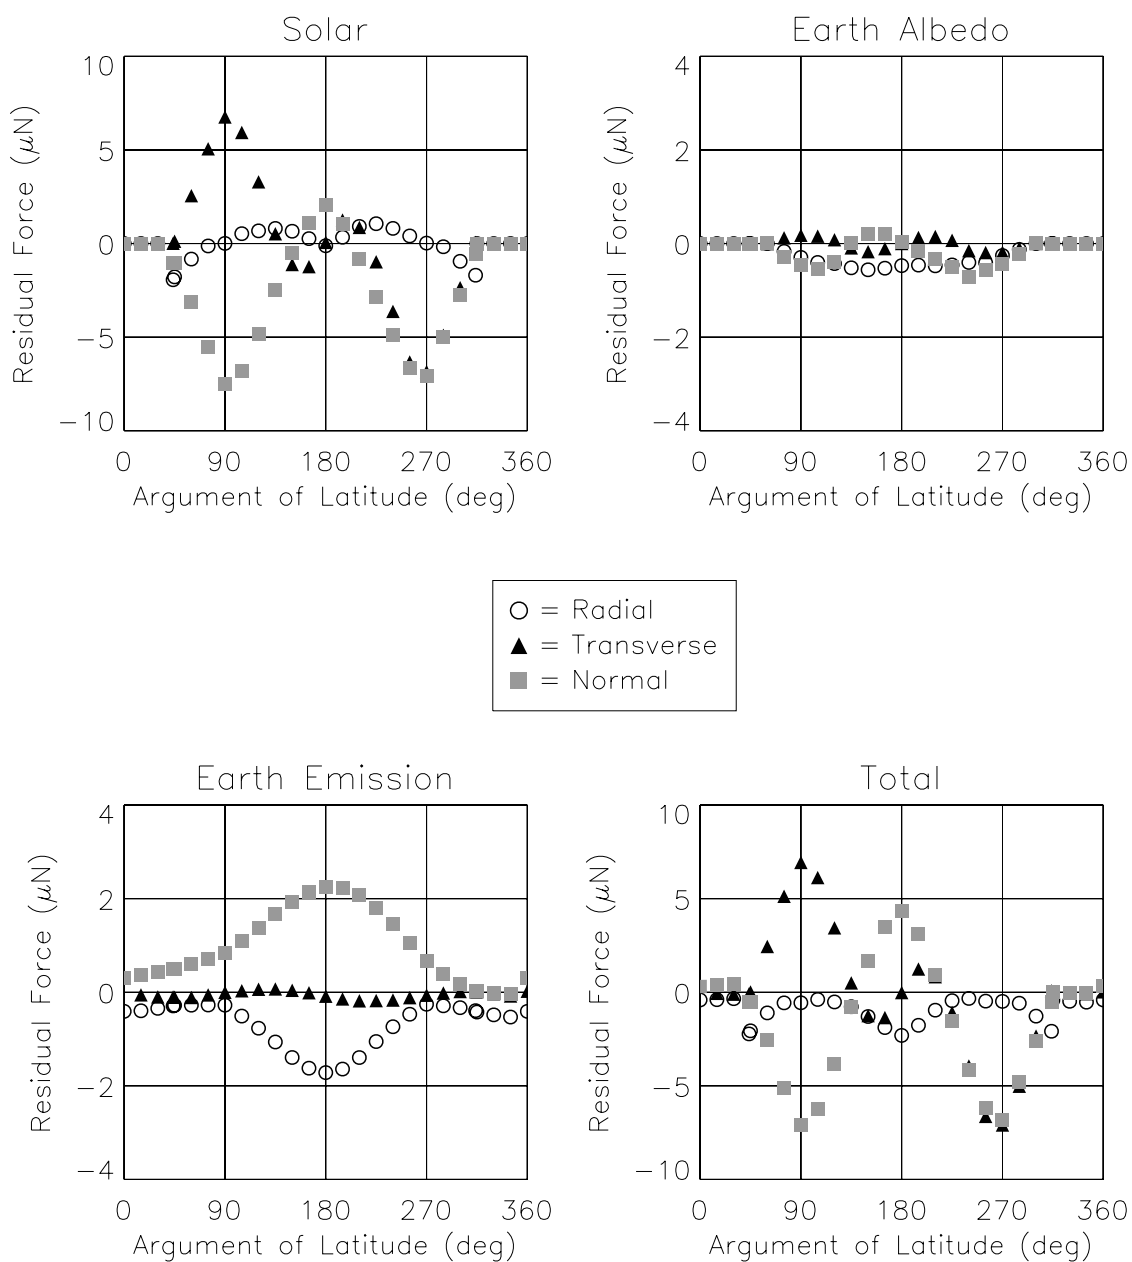 Solar
Residual Force (μN)
10
5
0
−5
−10
0 90 180 270 360
Argument of Latitude (deg)
Earth Albedo
Residual Force (μN)
4
2
0
−2
−4
0 90 180 270 360
Argument of Latitude (deg)
= Radial
= Transverse
= Normal
Earth Emission
Residual Force (μN)
4
2
0
−2
−4
0 90 180 270 360
Argument of Latitude (deg)
Total
Residual Force (μN)
10
5
0
−5
−10
0 90 180 270 360
Argument of Latitude (deg)